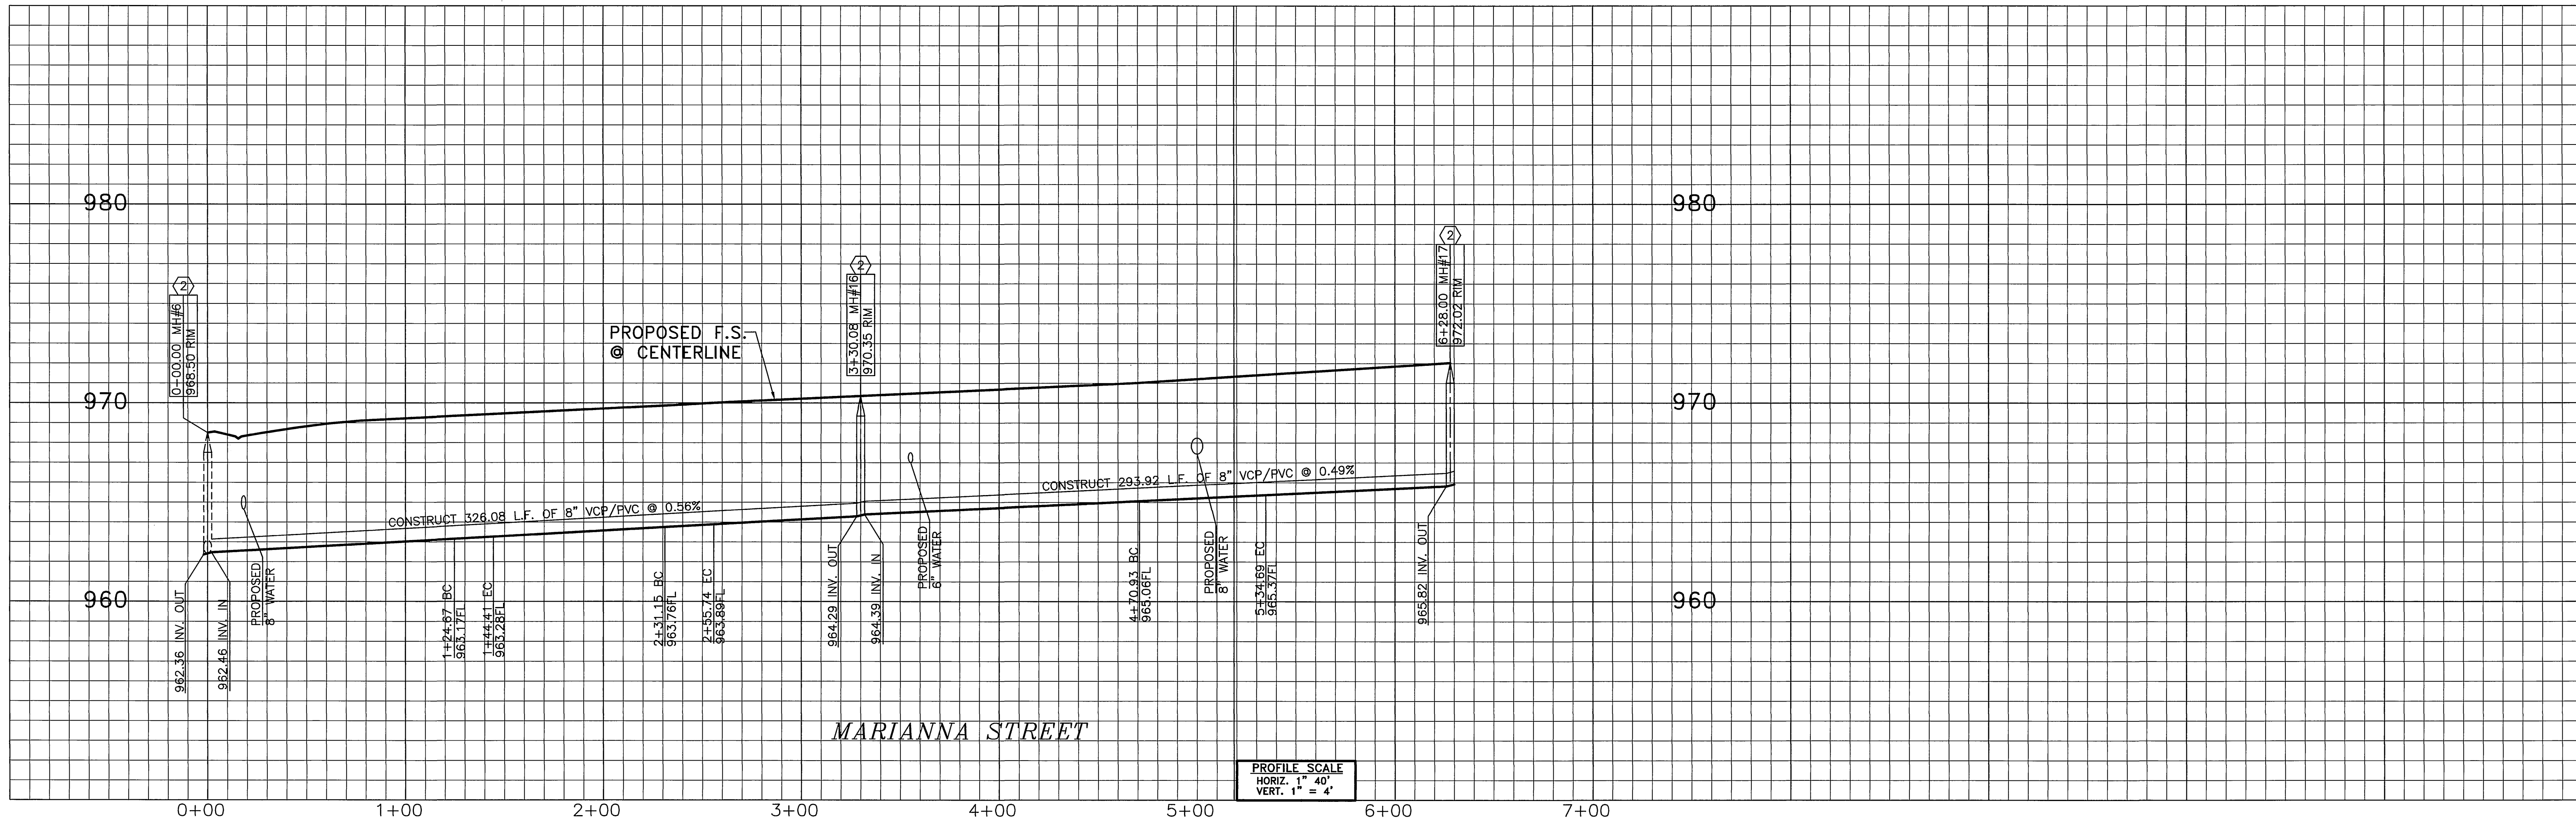 980
980
2
2
2
0-00.00 MH#6
968.50 RIM
3+30.08 MH#16
970.35 RIM
6+28.00 MH#17
972.02 RIM
PROPOSED F.S.
@ CENTERLINE
970
970
CONSTRUCT 326.08 L.F. OF 8" VCP/PVC @ 0.56%
CONSTRUCT 293.92 L.F. OF 8" VCP/PVC @ 0.49%
960
960
962.36 INV. OUT
962.46 INV. IN
PROPOSED
8" WATER
1+24.87 BC
963.17FL
1+44.41 EC
963.28FL
2+31.15 BC
963.76FL
2+55.74 EC
963.89FL
964.29 INV. OUT
964.39 INV. IN
PROPOSED
6" WATER
4+70.93 BC
965.06FL
PROPOSED
8" WATER
5+34.69 EC
965.37FL
965.82 INV. OUT
MARIANNA STREET
PROFILE SCALE
HORIZ. 1" 40'
VERT. 1" = 4'
0+00
1+00
2+00
3+00
4+00
5+00
6+00
7+00